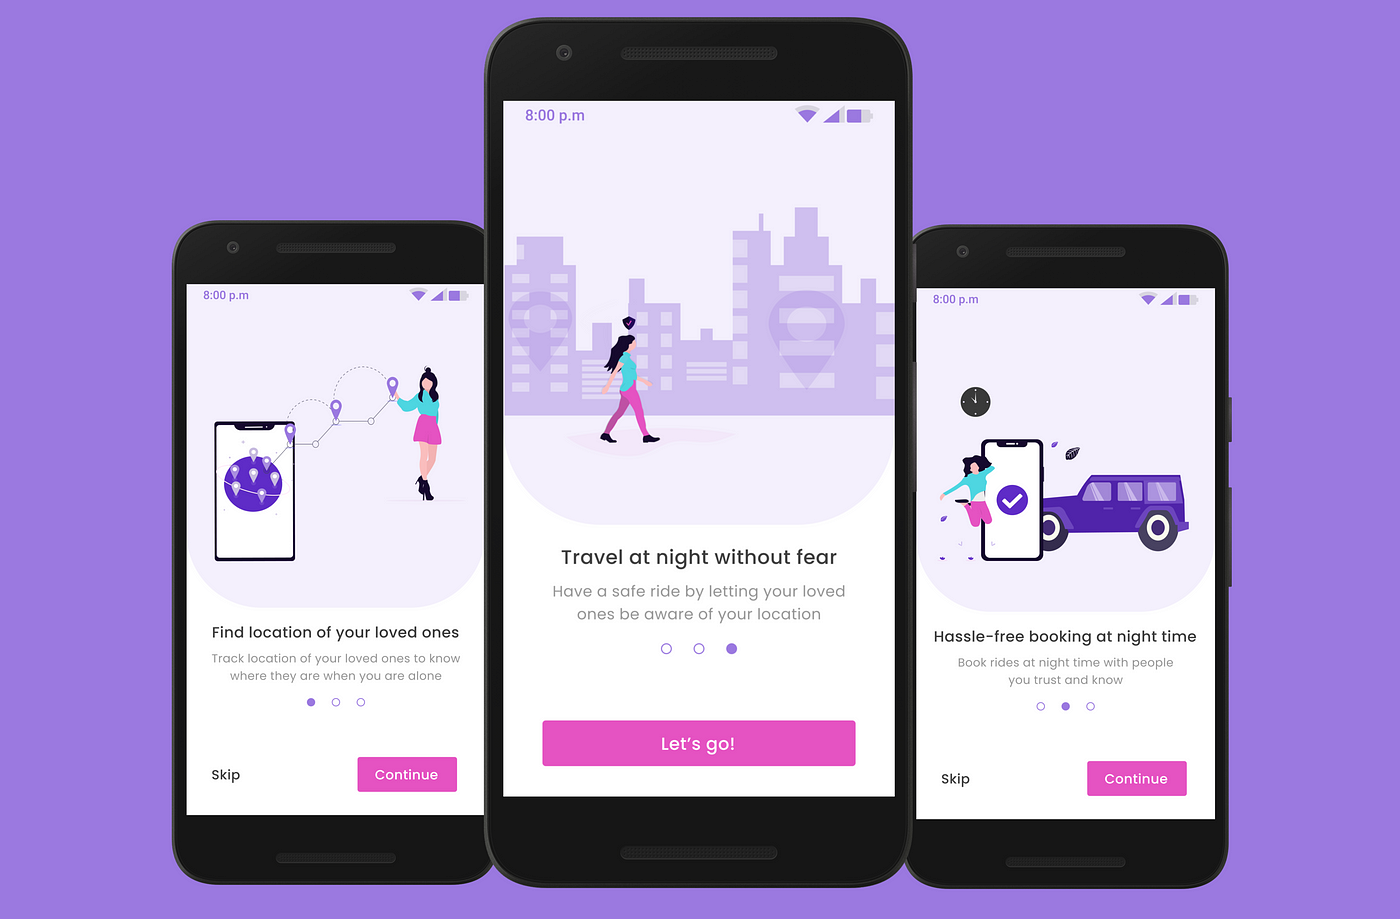 8:00 p.m
Find location of your loved ones
Track location of your loved ones to know
where they are when you are alone
Skip
Continue
8:00 p.m
Travel at night without fear
Have a safe ride by letting your loved
ones be aware of your location
Let’s go!
8:00 p.m
Hassle-free booking at night time
Book rides at night time with people
you trust and know
Skip
Continue